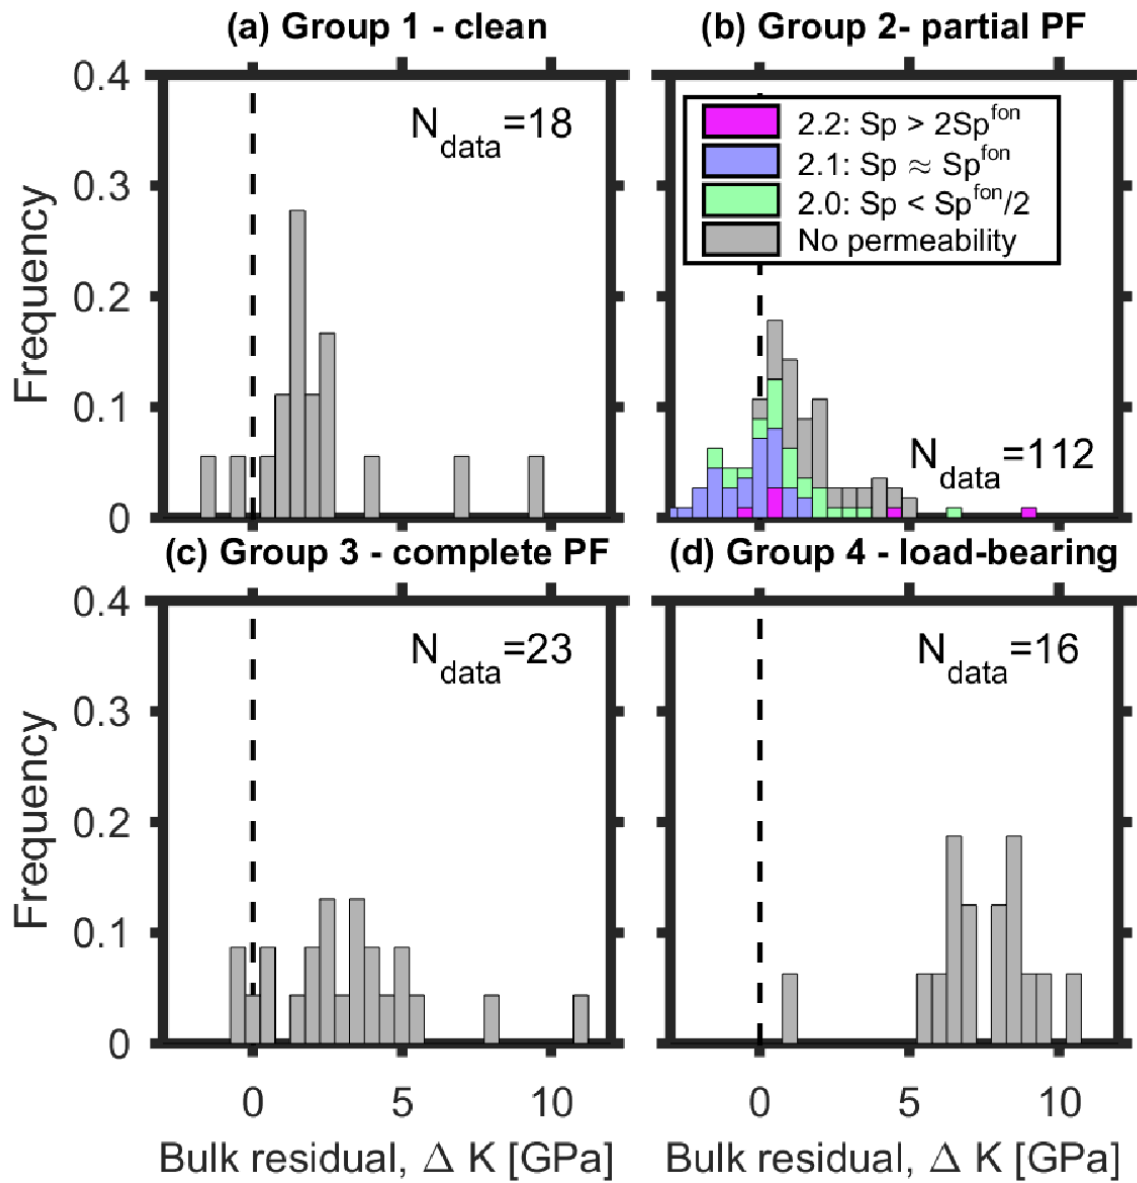 (a) Group 1 - clean
(b) Group 2- partial PF
0.4
0.3
0.2
0.1
0
Frequency
N_data=18
2.2: Sp > 2Sp^fon
2.1: Sp ≈ Sp^fon
2.0: Sp < Sp^fon/2
No permeability
N_data=112
(c) Group 3 - complete PF
(d) Group 4 - load-bearing
0.4
0.3
0.2
0.1
0
Frequency
N_data=23
N_data=16
0 5 10
0 5 10
Bulk residual, Δ K [GPa]
Bulk residual, Δ K [GPa]